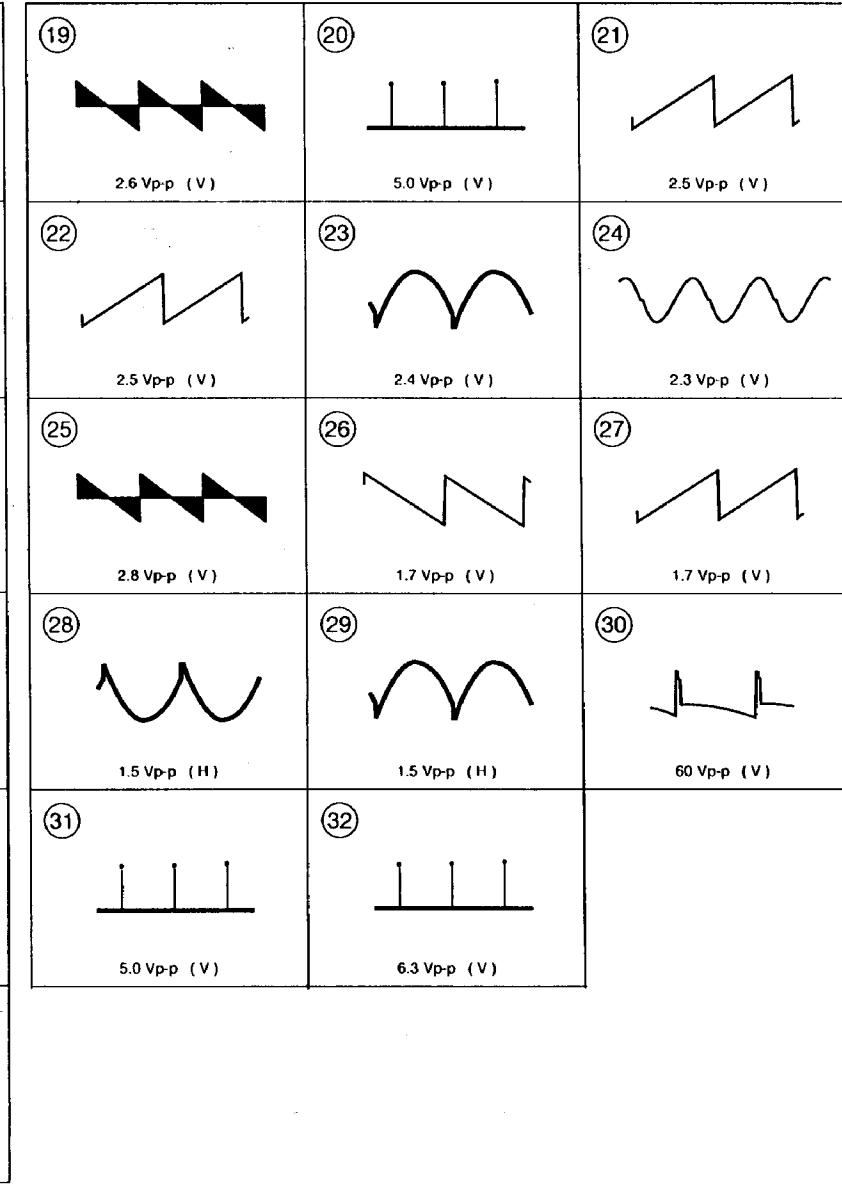 19
20
21
2.6 Vp-p ( V )
5.0 Vp-p ( V )
2.5 Vp-p ( V )
22
23
24
2.5 Vp-p ( V )
2.4 Vp-p ( V )
2.3 Vp-p ( V )
25
26
27
2.8 Vp-p ( V )
1.7 Vp-p ( V )
1.7 Vp-p ( V )
28
29
30
1.5 Vp-p ( H )
1.5 Vp-p ( H )
60 Vp-p ( V )
31
32
5.0 Vp-p ( V )
6.3 Vp-p ( V )